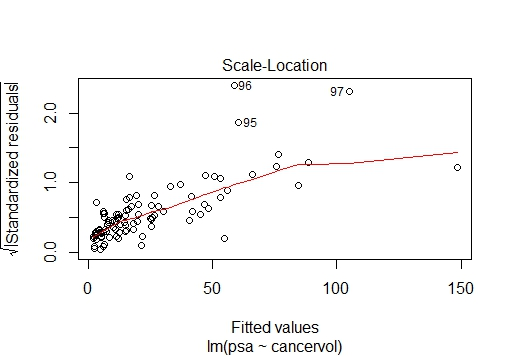 Scale-Location
√|Standardized residuals|
2.0
1.0
0.0
96
97
95
0 50 100 150
Fitted values
lm(psa ~ cancervol)